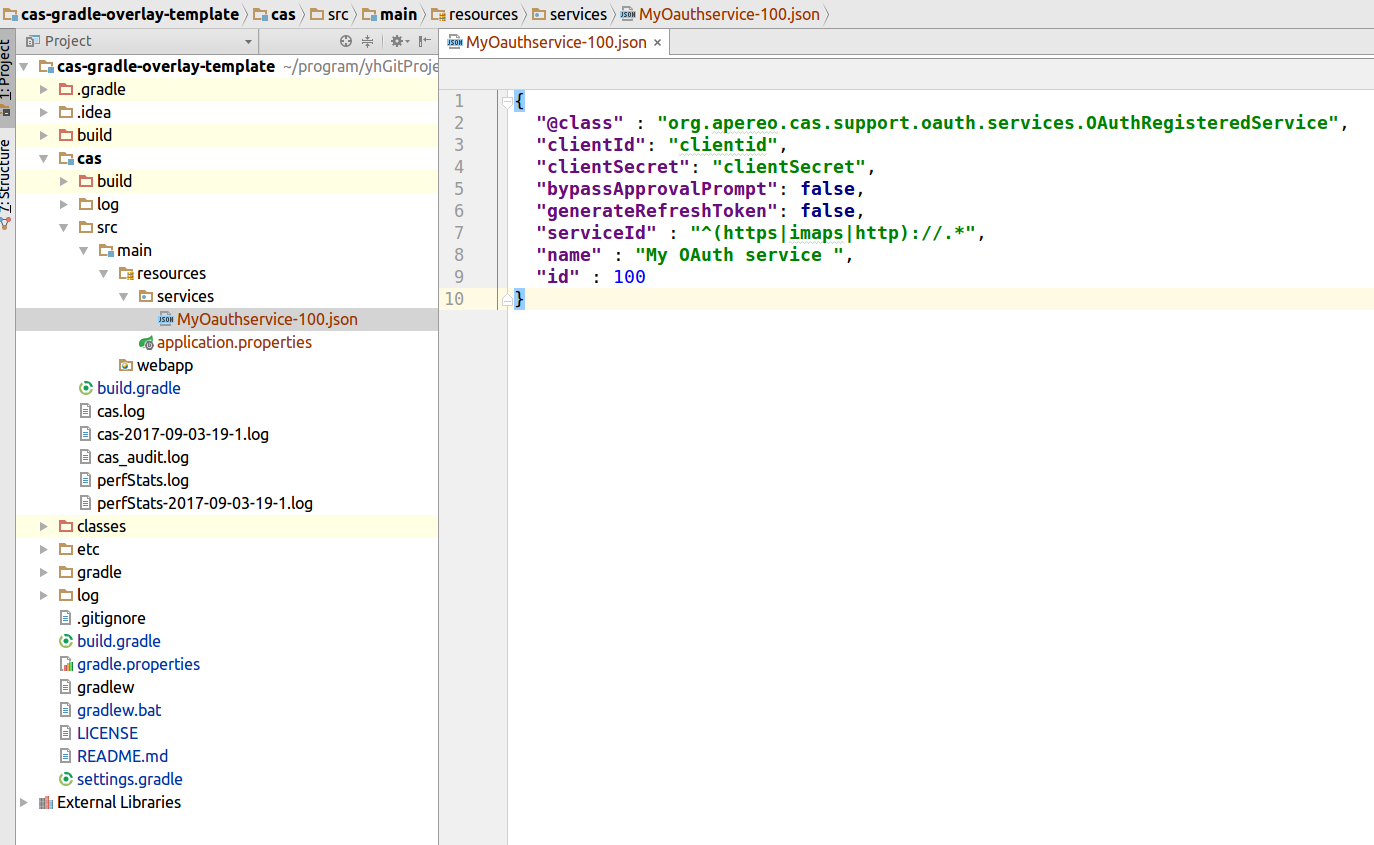 cas-gradle-overlay-template cas src main resources services MyOauthservice-100.json
1: Project
7: Structure
Project
cas-gradle-overlay-template ~/program/yhGitProje
.gradle
.idea
build
cas
build
log
src
main
resources
services
MyOauthservice-100.json
application.properties
webapp
build.gradle
cas.log
cas-2017-09-03-19-1.log
cas_audit.log
perfStats.log
perfStats-2017-09-03-19-1.log
classes
etc
gradle
log
.gitignore
build.gradle
gradle.properties
gradlew
gradlew.bat
LICENSE
README.md
settings.gradle
External Libraries
MyOauthservice-100.json ×
1 {
2 "@class" : "org.apereo.cas.support.oauth.services.OAuthRegisteredService",
3 "clientId": "clientid",
4 "clientSecret": "clientSecret",
5 "bypassApprovalPrompt": false,
6 "generateRefreshToken": false,
7 "serviceId" : "^(https|imaps|http)://.*",
8 "name" : "My OAuth service ",
9 "id" : 100
10 }